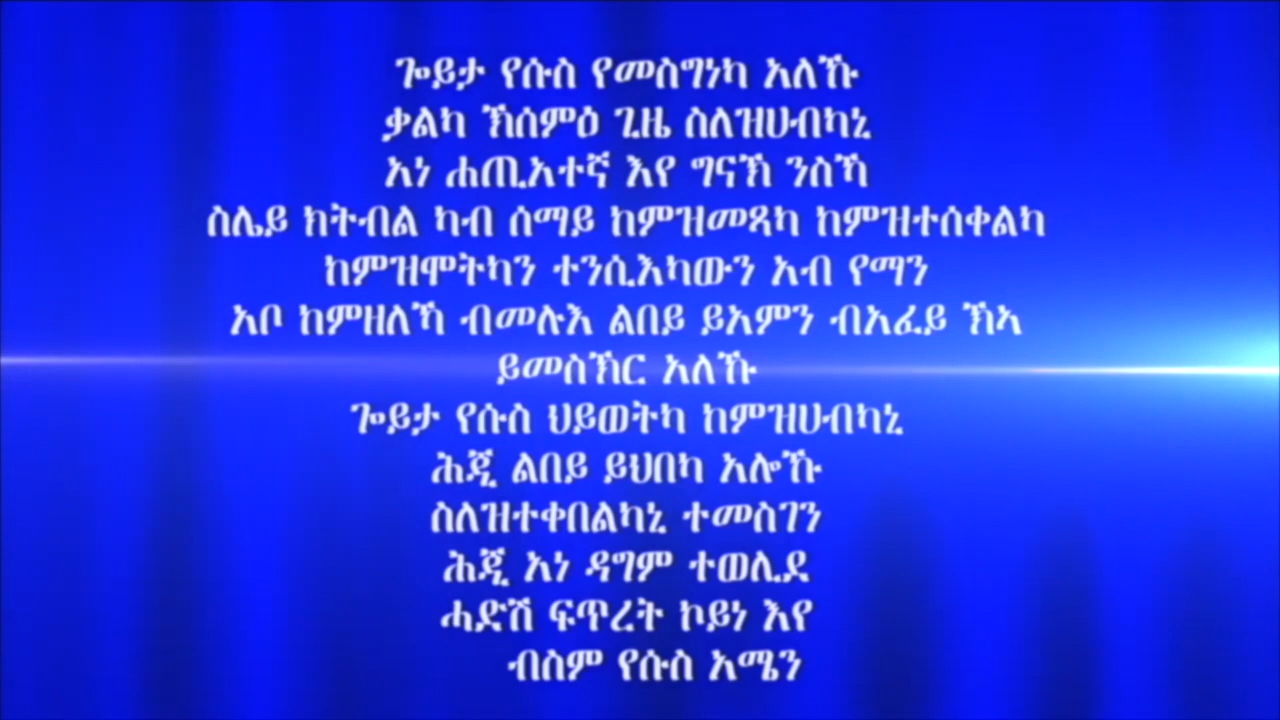 ጐይታ የሱስ የመስግነካ አለኹ
ቃልካ ኽሰምዕ ጊዜ ስለዝሀብካኒ
አነ ሐጢአተኛ እየ ግናኽ ንስኻ
ስሌይ ክትብል ካብ ሰማይ ከምዝመጻካ ከምዝተሰቀልካ
ከምዝሞትካን ተንሲእካውን አብ የማን
አቦ ከምዘለኻ ብመሉእ ልበይ ይአምን ብአፈይ ኽኣ
ይመስኽር አለኹ
ጐይታ የሱስ ህይወትካ ከምዝሀብካኒ
ሕጂ ልበይ ይህበካ አሎኹ
ስለዝተቀበልካኒ ተመስገን
ሕጂ አነ ዳግም ተወሊደ
ሓድሽ ፍጥረት ኮይነ እየ
ብስም የሱስ አሜን